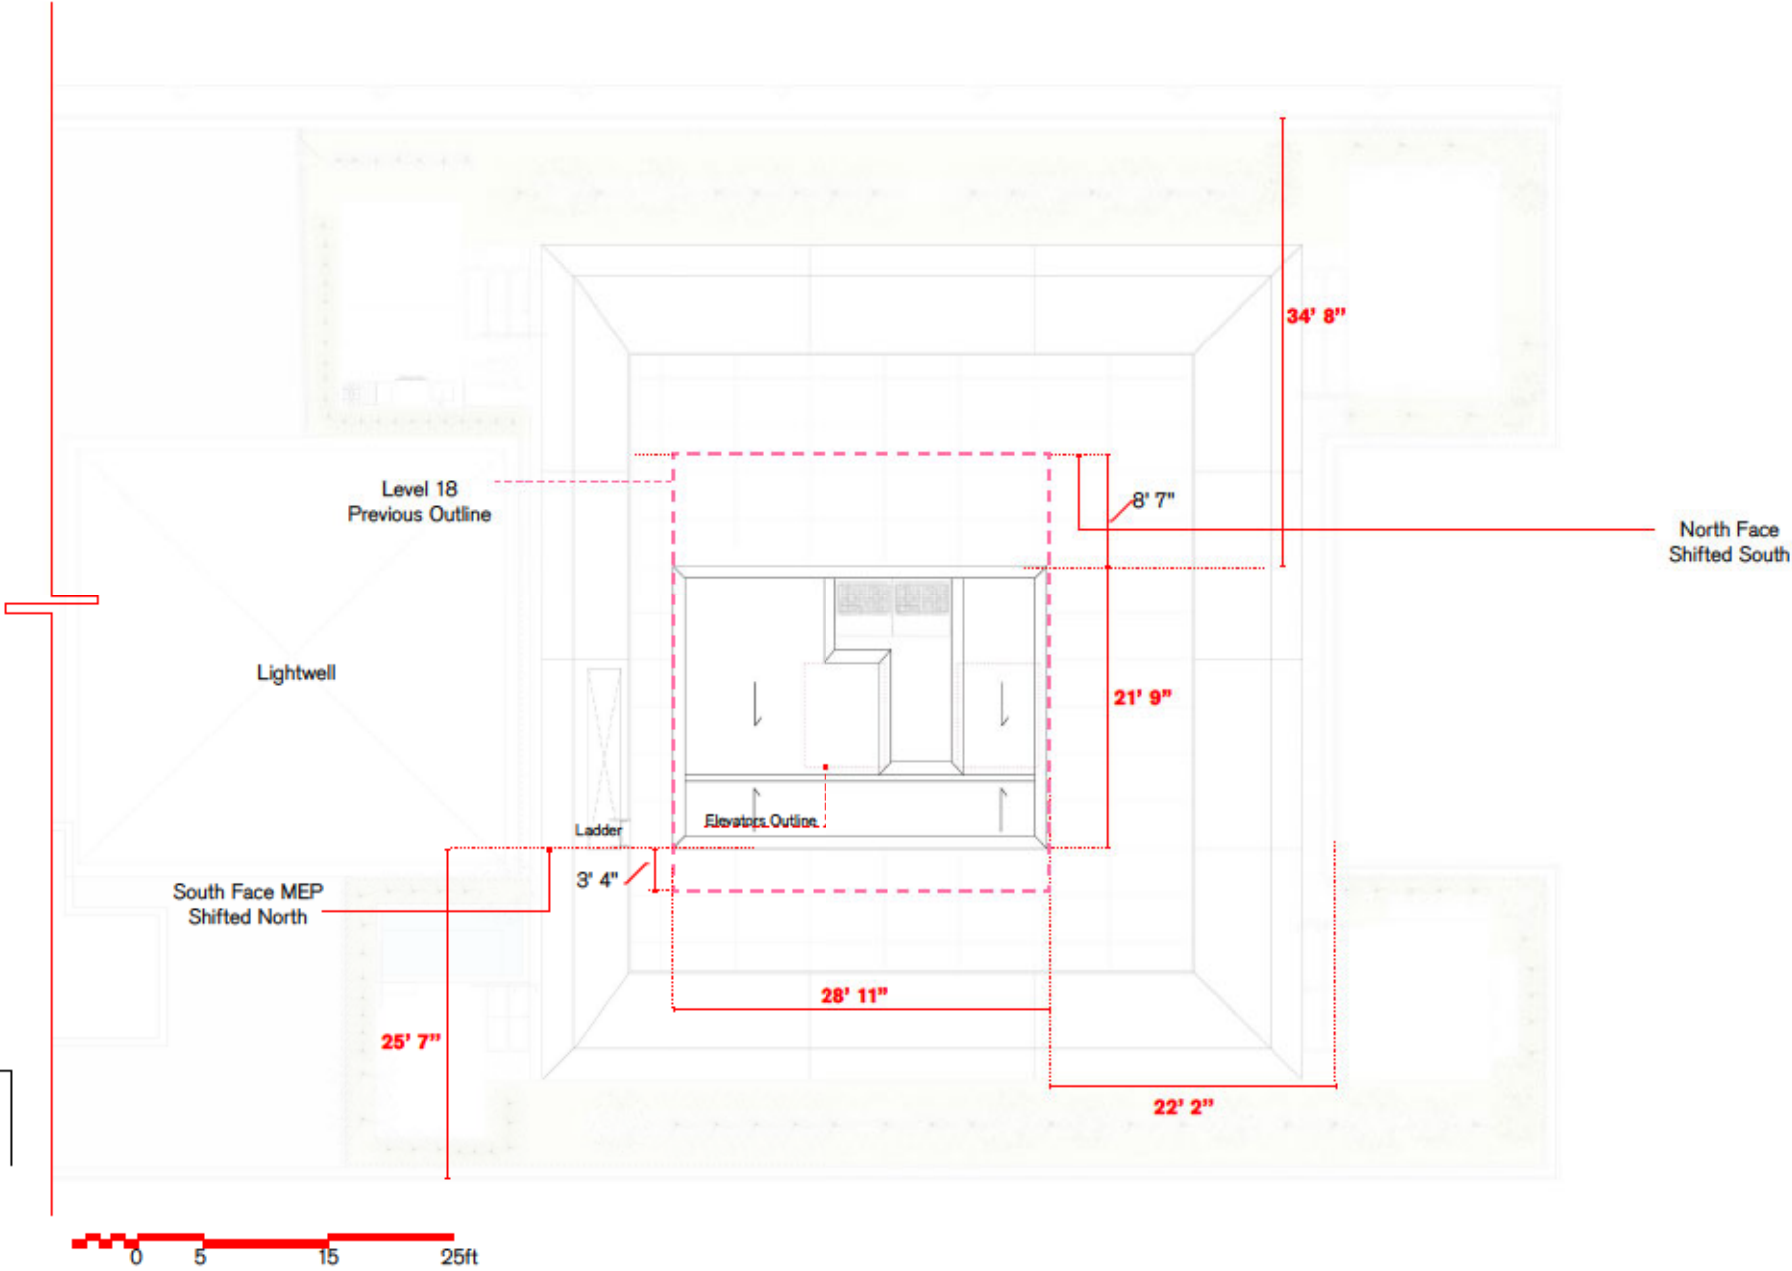 34’ 8”
Level 18
Previous Outline
8' 7"
North Face
Shifted South
Lightwell
21’ 9”
Elevators Outline
Ladder
3' 4"
South Face MEP
Shifted North
28’ 11”
25’ 7”
22’ 2”
0 5 15 25ft